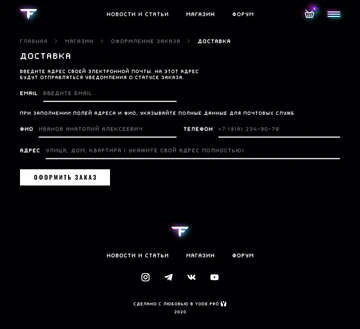 НОВОСТИ И СТАТЬИ МАГАЗИН ФОРУМ
ГЛАВНАЯ > МАГАЗИН > ОФОРМЛЕНИЕ ЗАКАЗА > ДОСТАВКА
ДОСТАВКА
ВВЕДИТЕ АДРЕС СВОЕЙ ЭЛЕКТРОННОЙ ПОЧТЫ. НА ЭТОТ АДРЕС
БУДУТ ОТПРАВЛЯТЬСЯ УВЕДОМЛЕНИЯ О СТАТУСЕ ЗАКАЗА.
EMAIL ВВЕДИТЕ EMAIL
ПРИ ЗАПОЛНЕНИИ ПОЛЕЙ АДРЕСА И ФИО, УКАЗЫВАЙТЕ ПОЛНЫЕ ДАННЫЕ ДЛЯ ПОЧТОВЫХ СЛУЖБ
ФИО ИВАНОВ АНАТОЛИЙ АЛЕКСЕЕВИЧ ТЕЛЕФОН +7 (919) 234-90-78
АДРЕС УЛИЦА, ДОМ, КВАРТИРА ( УКАЖИТЕ СВОЙ АДРЕС ПОЛНОСТЬЮ)
ОФОРМИТЬ ЗАКАЗ
НОВОСТИ И СТАТЬИ МАГАЗИН ФОРУМ
СДЕЛАНО С ЛЮБОВЬЮ В YODE.PRO
2020